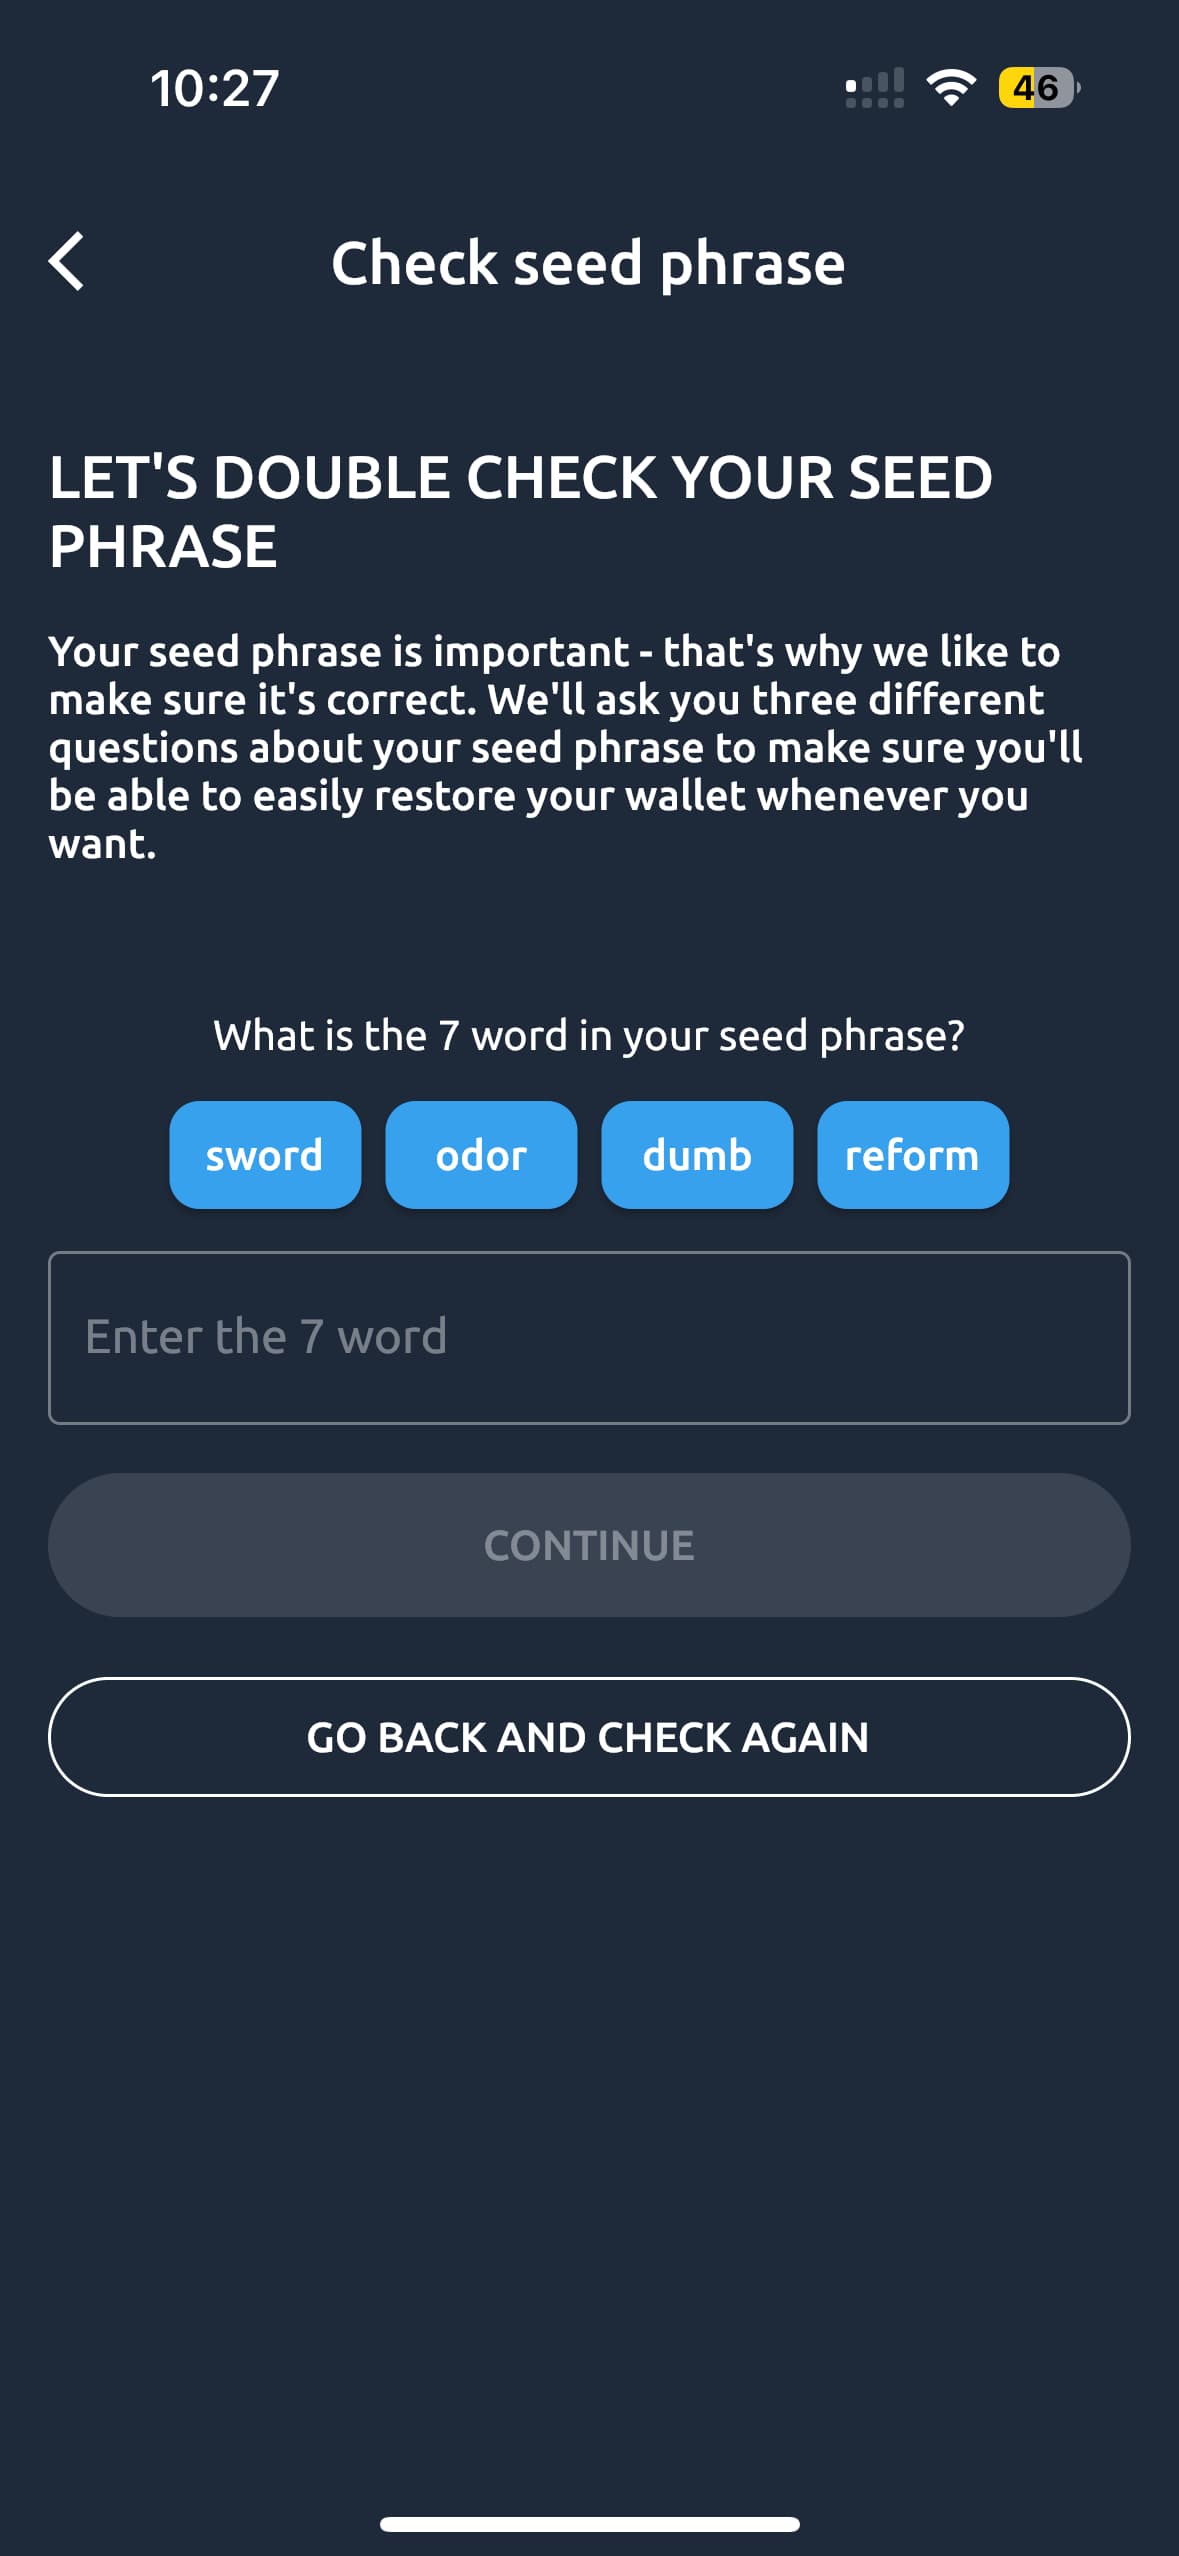 10:27
46
Check seed phrase
LET'S DOUBLE CHECK YOUR SEED
PHRASE
Your seed phrase is important - that's why we like to
make sure it's correct. We'll ask you three different
questions about your seed phrase to make sure you'll
be able to easily restore your wallet whenever you
want.
What is the 7 word in your seed phrase?
sword odor dumb reform
Enter the 7 word
CONTINUE
GO BACK AND CHECK AGAIN